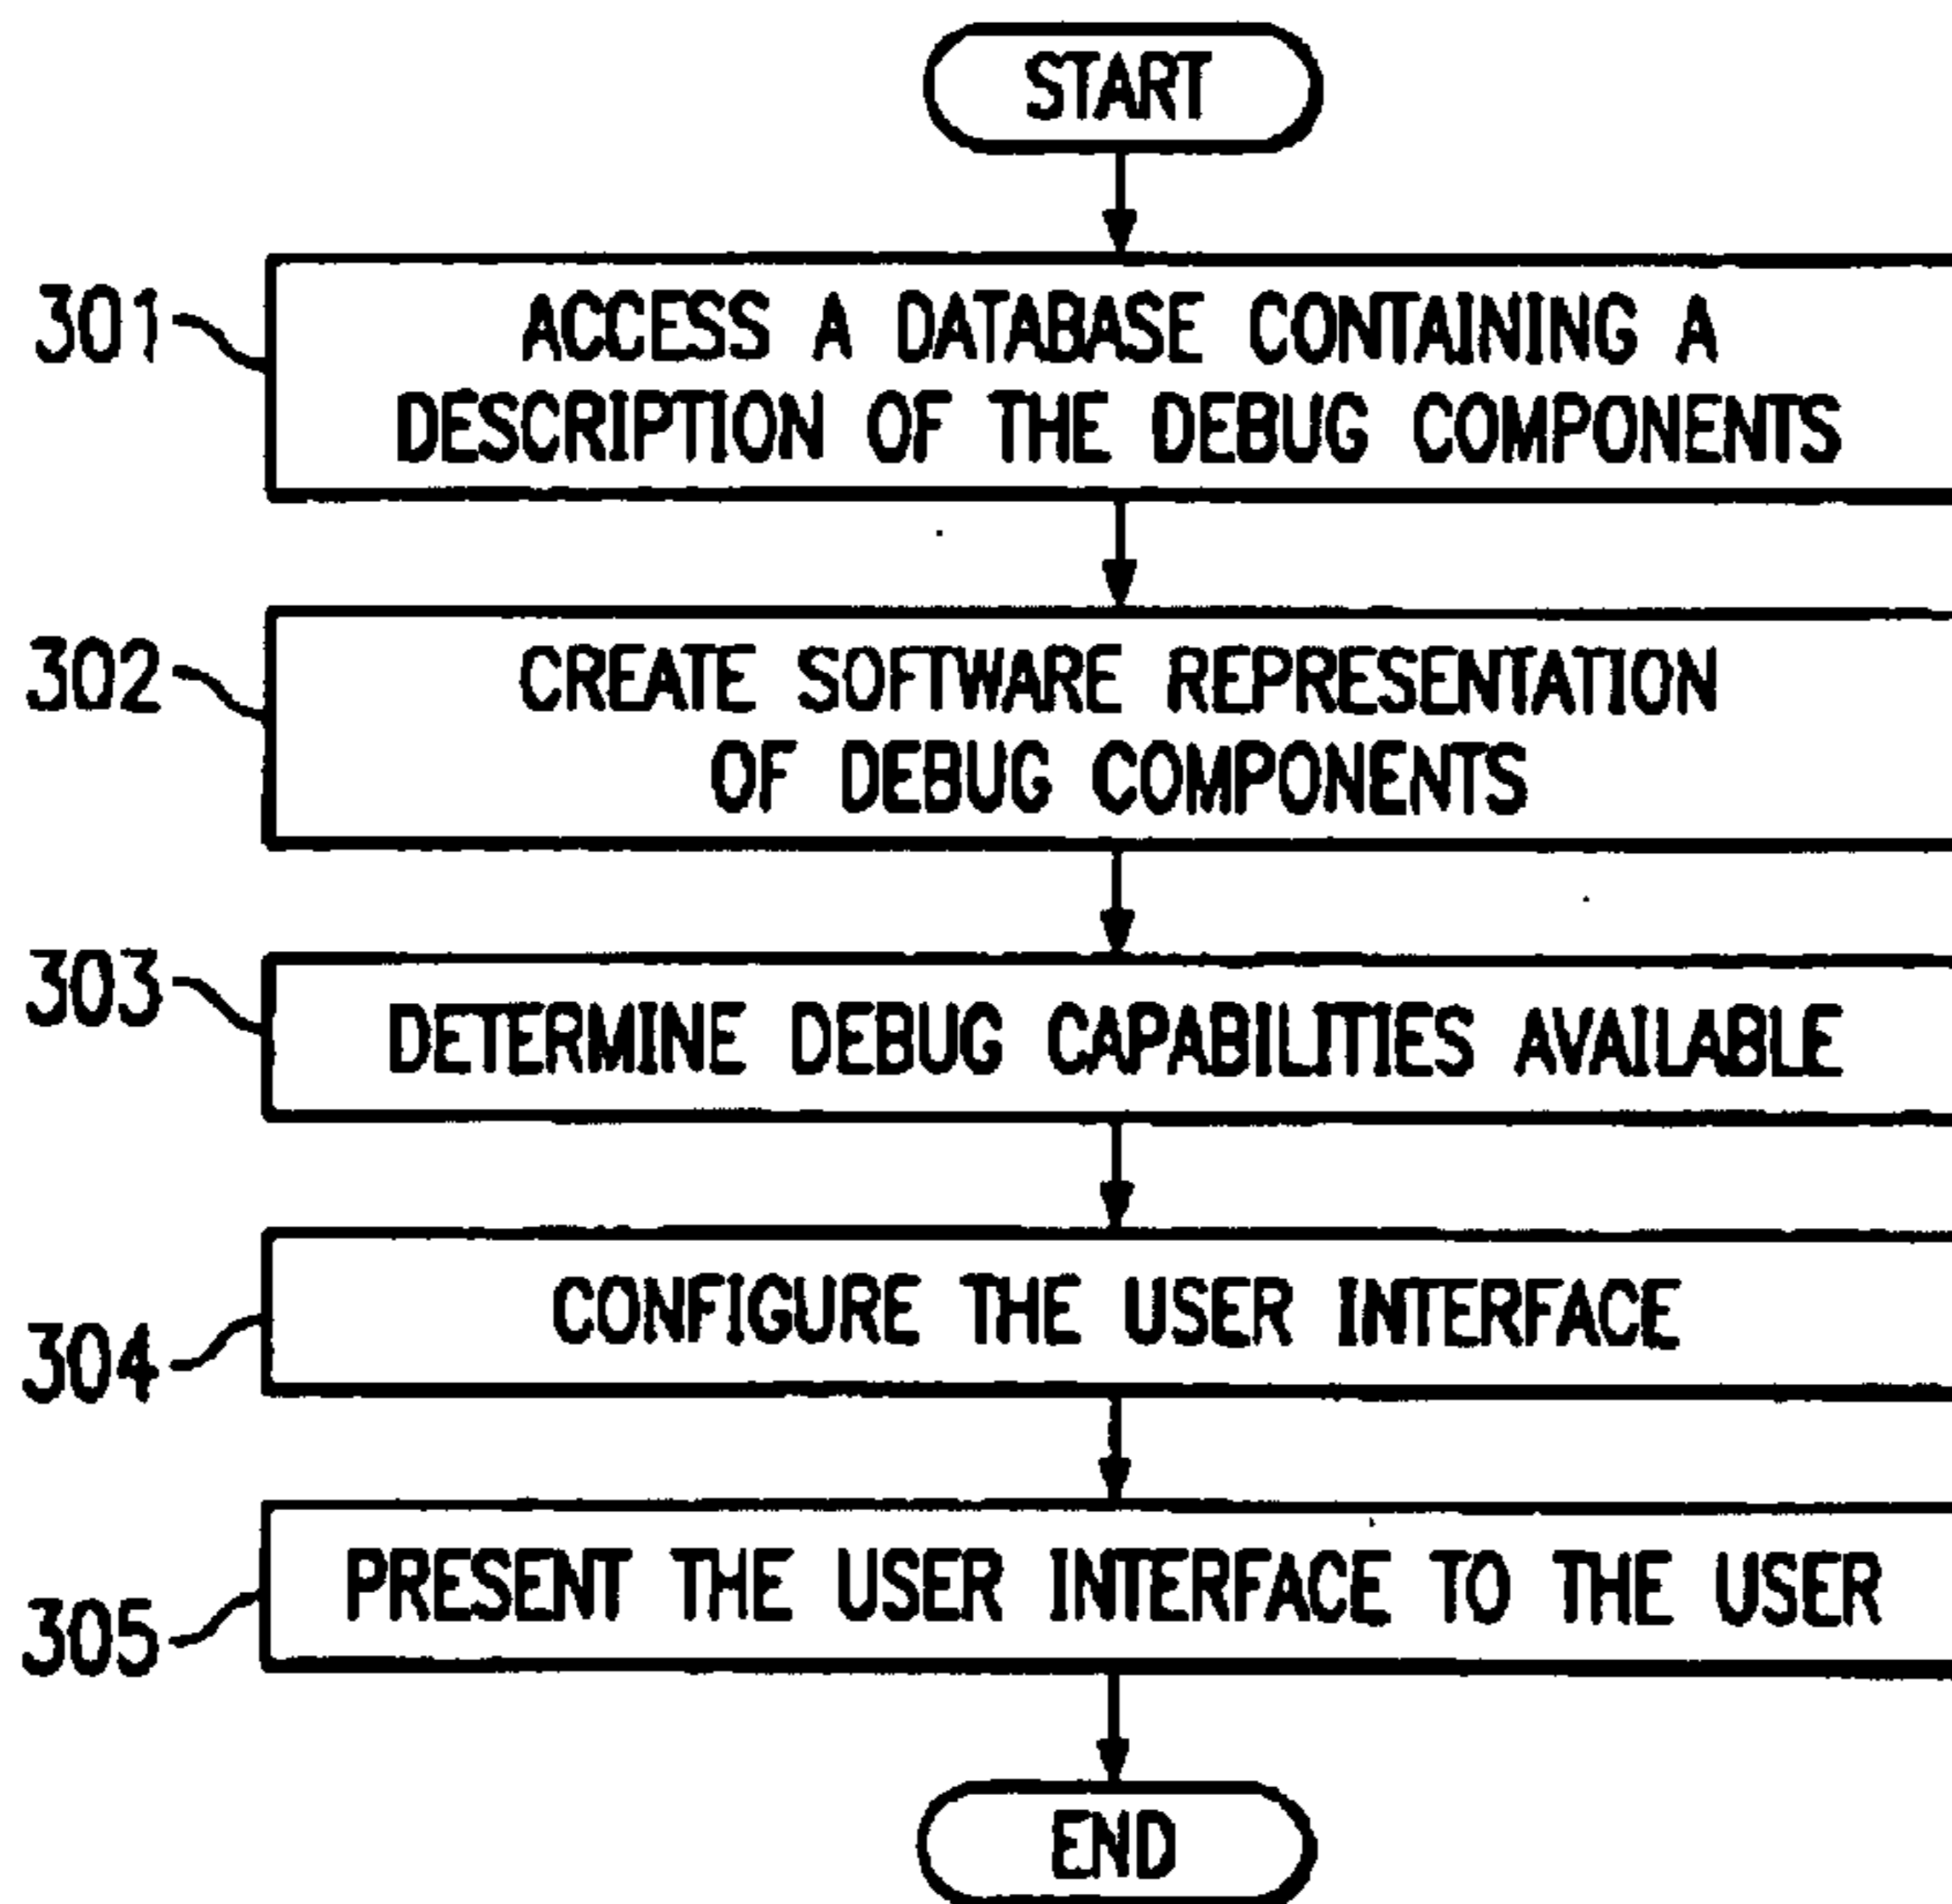 START
301
ACCESS A DATABASE CONTAINING A
DESCRIPTION OF THE DEBUG COMPONENTS
302
CREATE SOFTWARE REPRESENTATION
OF DEBUG COMPONENTS
303
DETERMINE DEBUG CAPABILITIES AVAILABLE
304
CONFIGURE THE USER INTERFACE
305
PRESENT THE USER INTERFACE TO THE USER
END